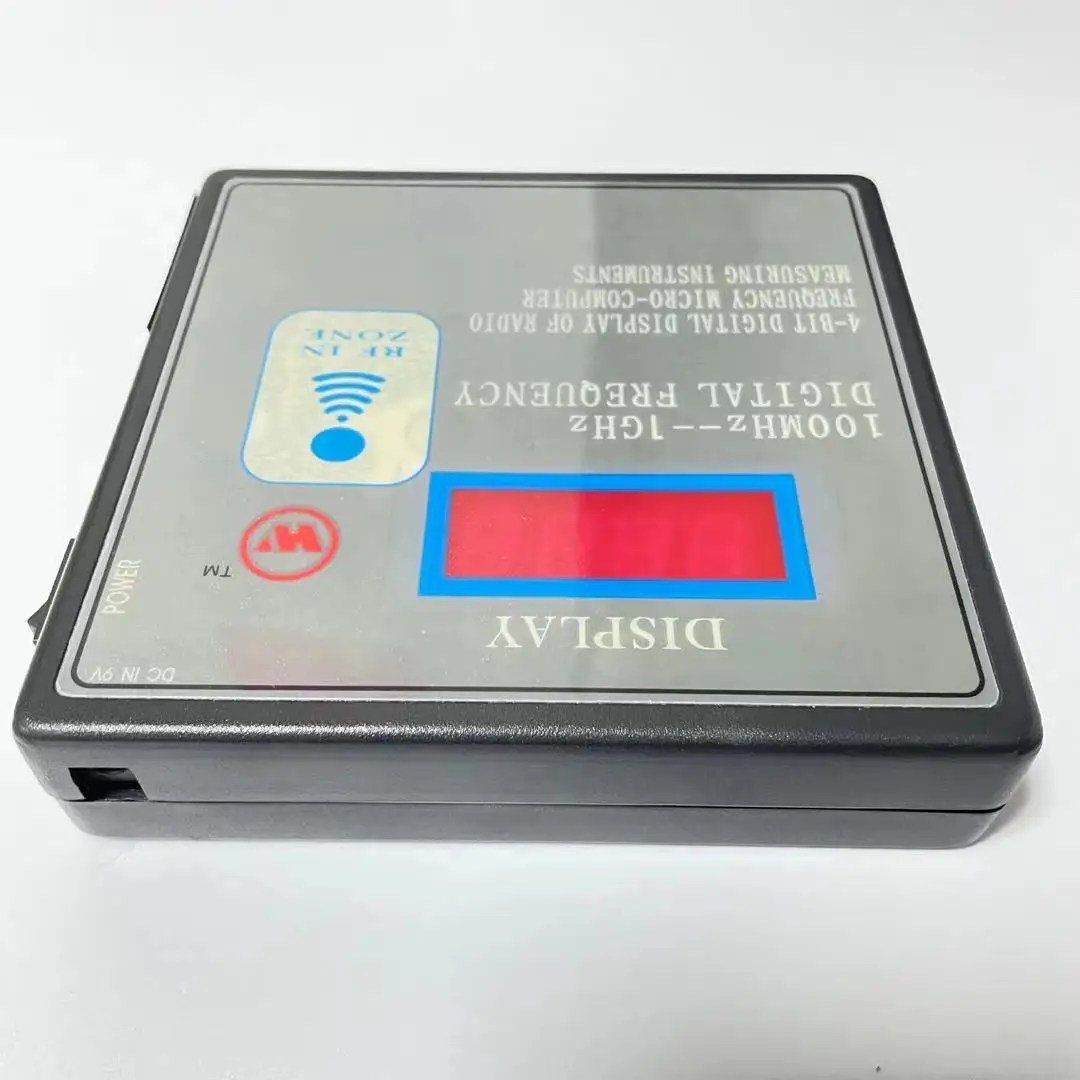 DISPLAY
100MHz--1GHz
DIGITAL FREQUENCY
4-BIT DIGITAL DISPLAY OF RADIO
FREQUENCY MICRO-COMPUTER
MEASURING INSTRUMENTS
DC IN 9V
POWER
TM
RF IN
ZONE